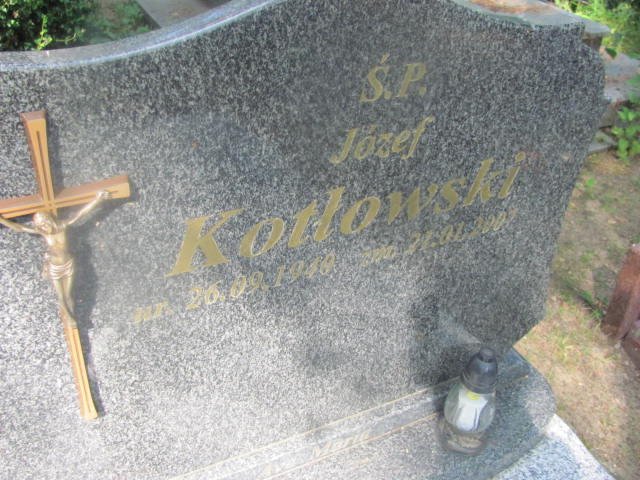 Ś.P.
Józef
Kotłowski
ur. 26.09.1940 zm. 21.01.2007